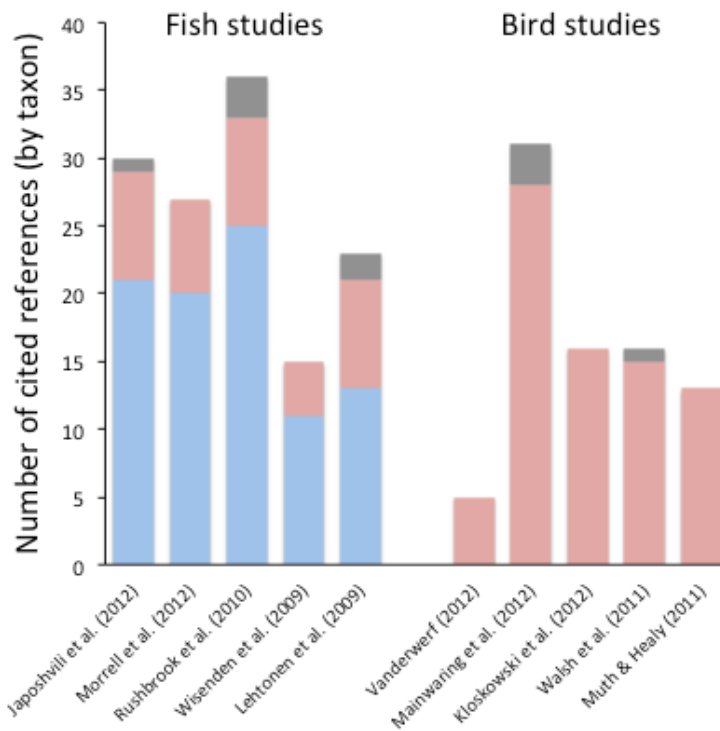 Fish studies
Bird studies
Number of cited references (by taxon)
40
35
30
25
20
15
10
5
0
Japoshvili et al. (2012)
Morrell et al. (2012)
Rushbrook et al. (2010)
Wisenden et al. (2009)
Lehtonen et al. (2009)
Vanderwerf (2012)
Mainwaring et al. (2012)
Kloskowski et al. (2012)
Walsh et al. (2011)
Muth & Healy (2011)